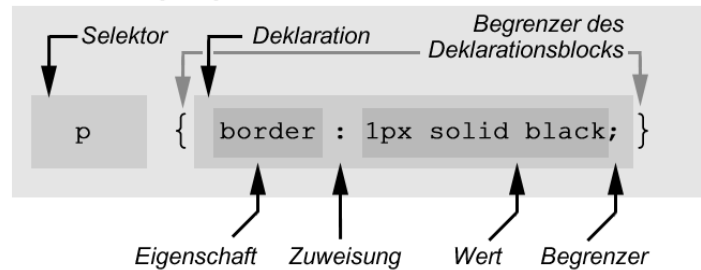 Selektor Deklaration Begrenzer des
Deklarationsblocks
p { border : 1px solid black; }
Eigenschaft Zuweisung Wert Begrenzer